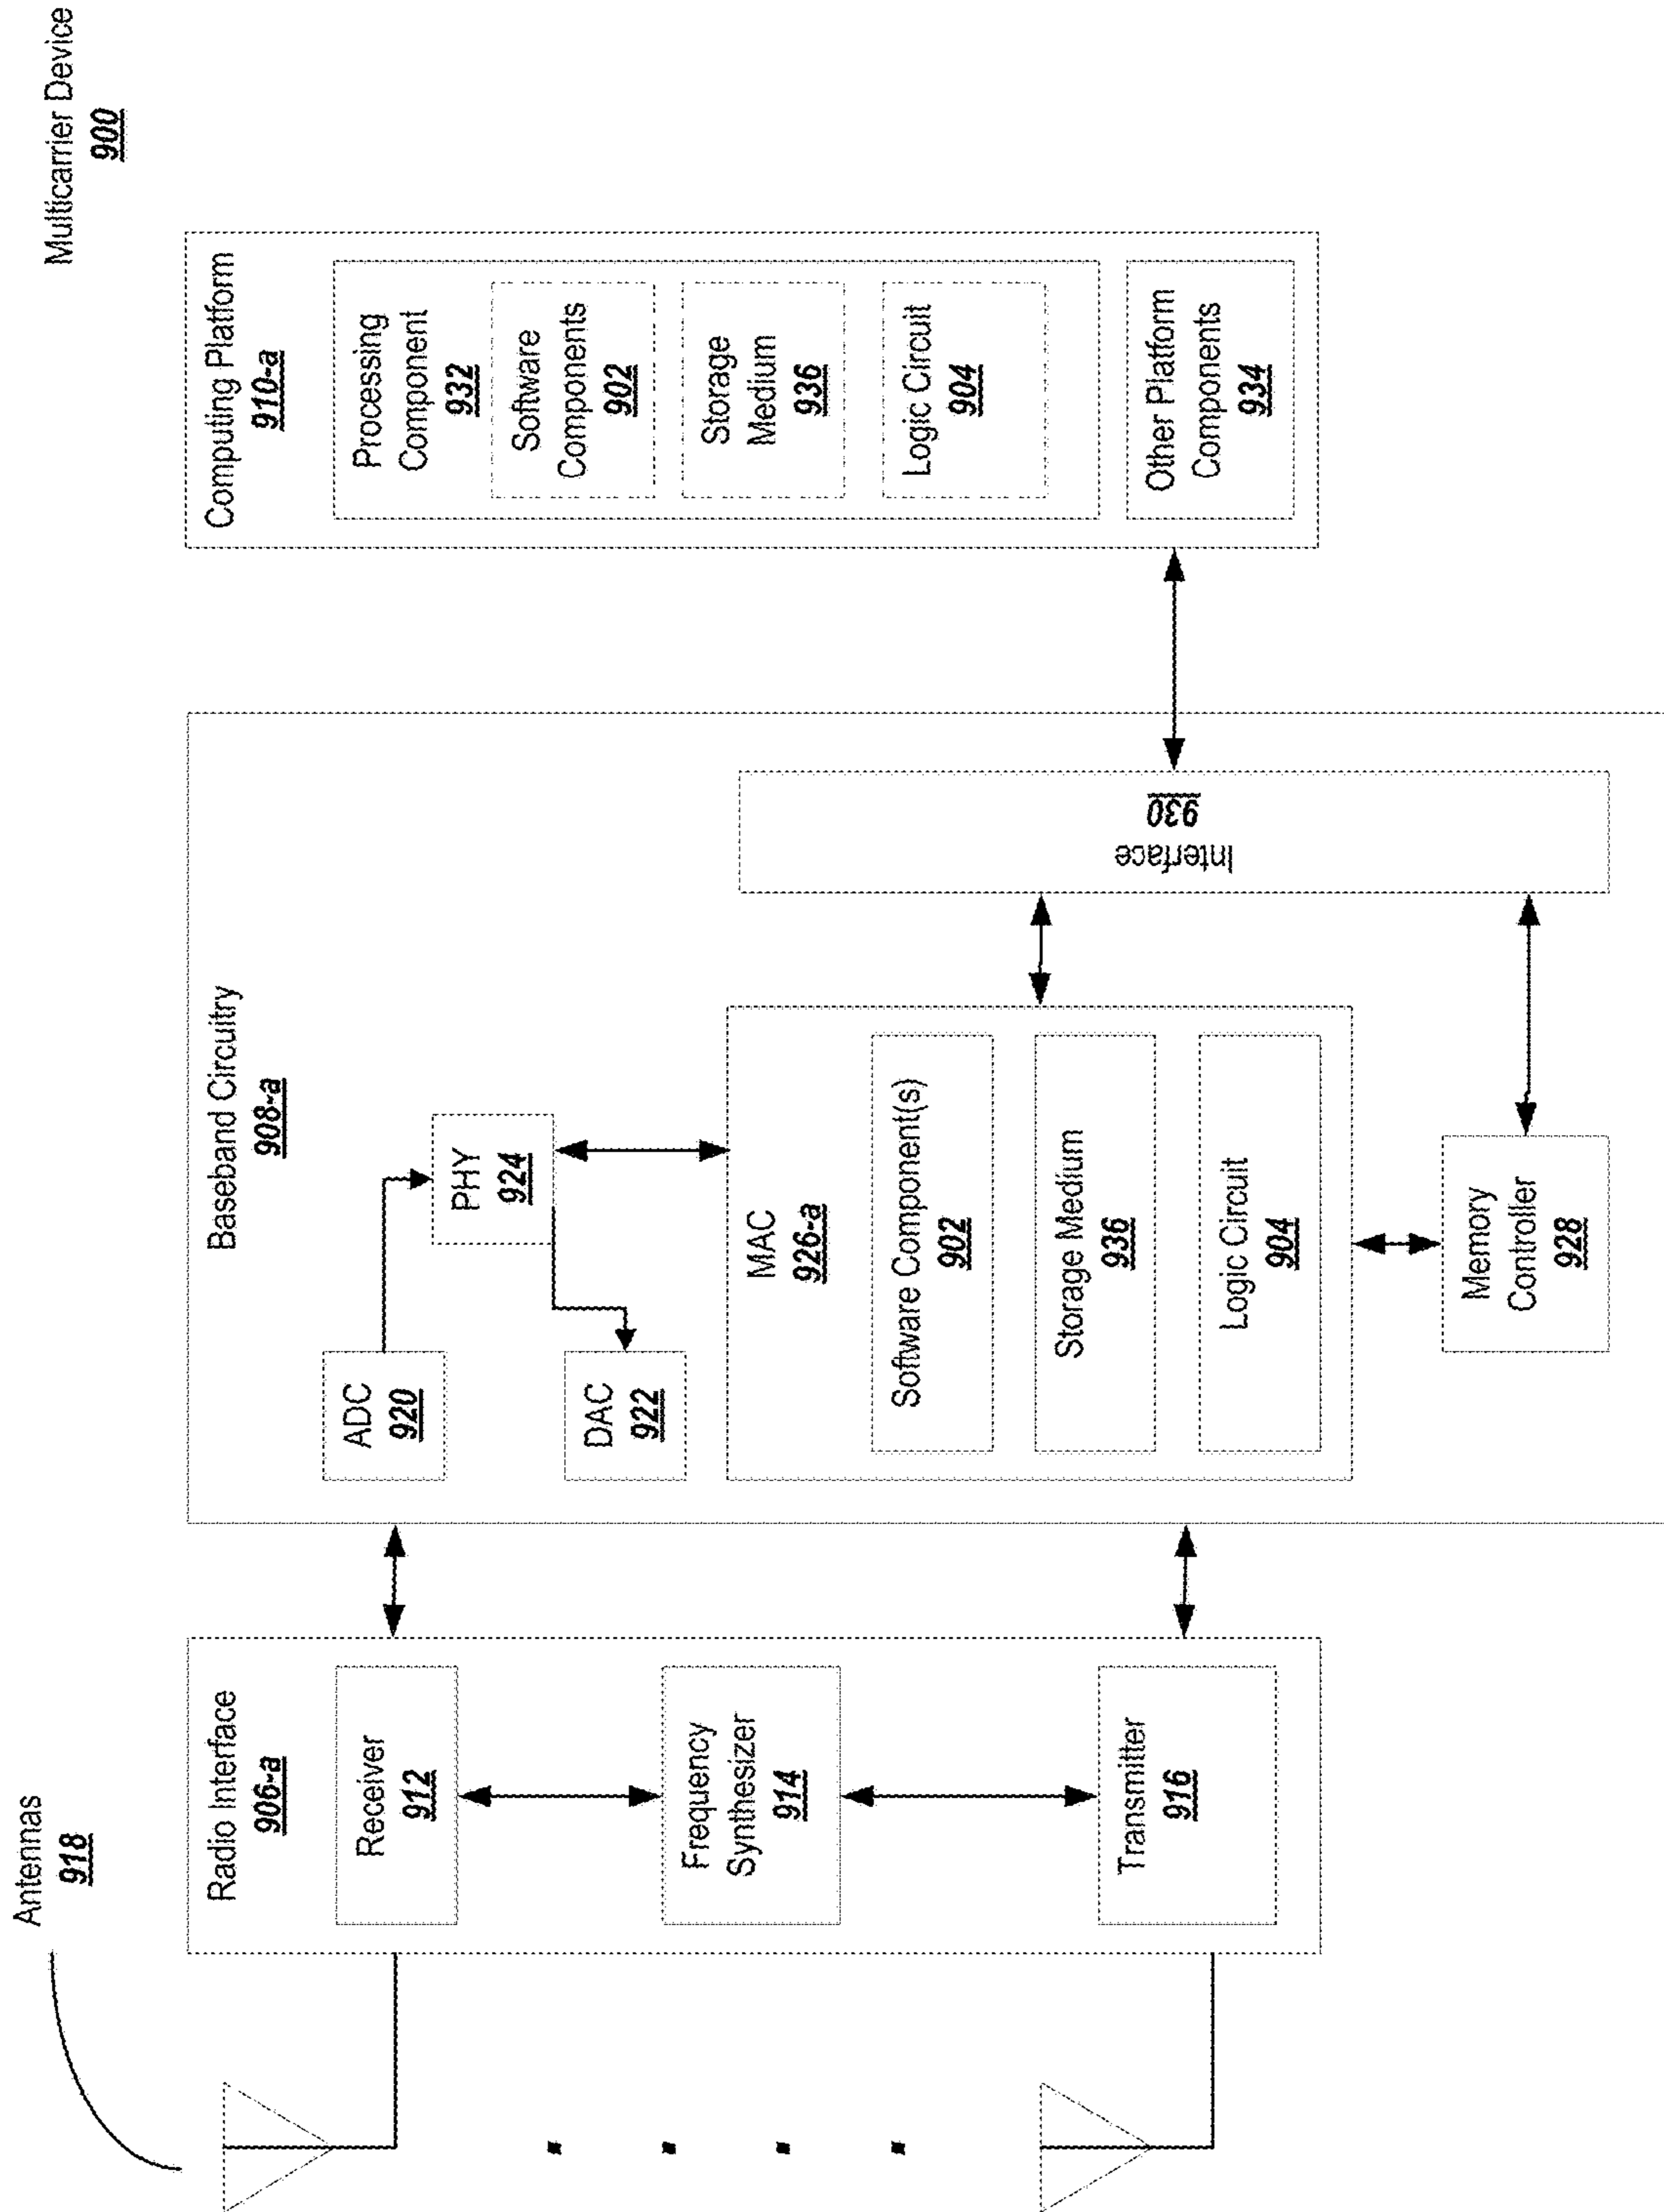 Multicarrier Device
900
Antennas
918
Radio Interface
906-a
Receiver
912
Frequency
Synthesizer
914
Transmitter
916
Baseband Circuitry
908-a
ADC
920
PHY
924
DAC
922
MAC
926-a
Software Component(s)
902
Storage Medium
936
Logic Circuit
904
Memory
Controller
928
Interface
930
Computing Platform
910-a
Processing
Component
932
Software
Components
902
Storage
Medium
936
Logic Circuit
904
Other Platform
Components
934